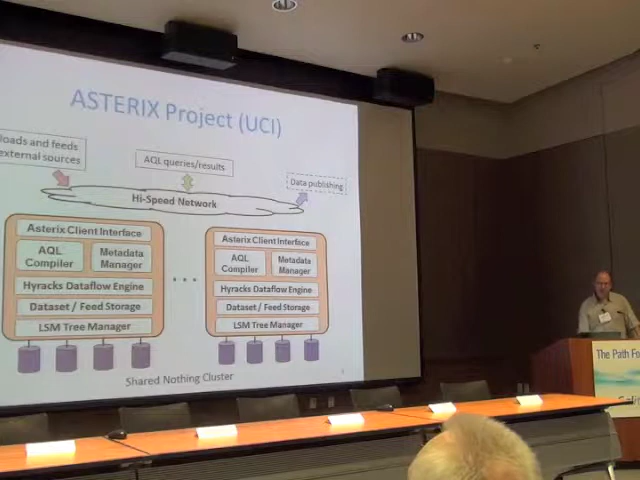 ASTERIX Project (UCI)
loads and feeds
external sources
AQL queries/results
Data publishing
Hi-Speed Network
Asterix Client Interface
AQL
Compiler
Metadata
Manager
Hyracks Dataflow Engine
Dataset / Feed Storage
LSM Tree Manager
Asterix Client Interface
AQL
Compiler
Metadata
Manager
Hyracks Dataflow Engine
Dataset / Feed Storage
LSM Tree Manager
Shared Nothing Cluster
The Path Fo